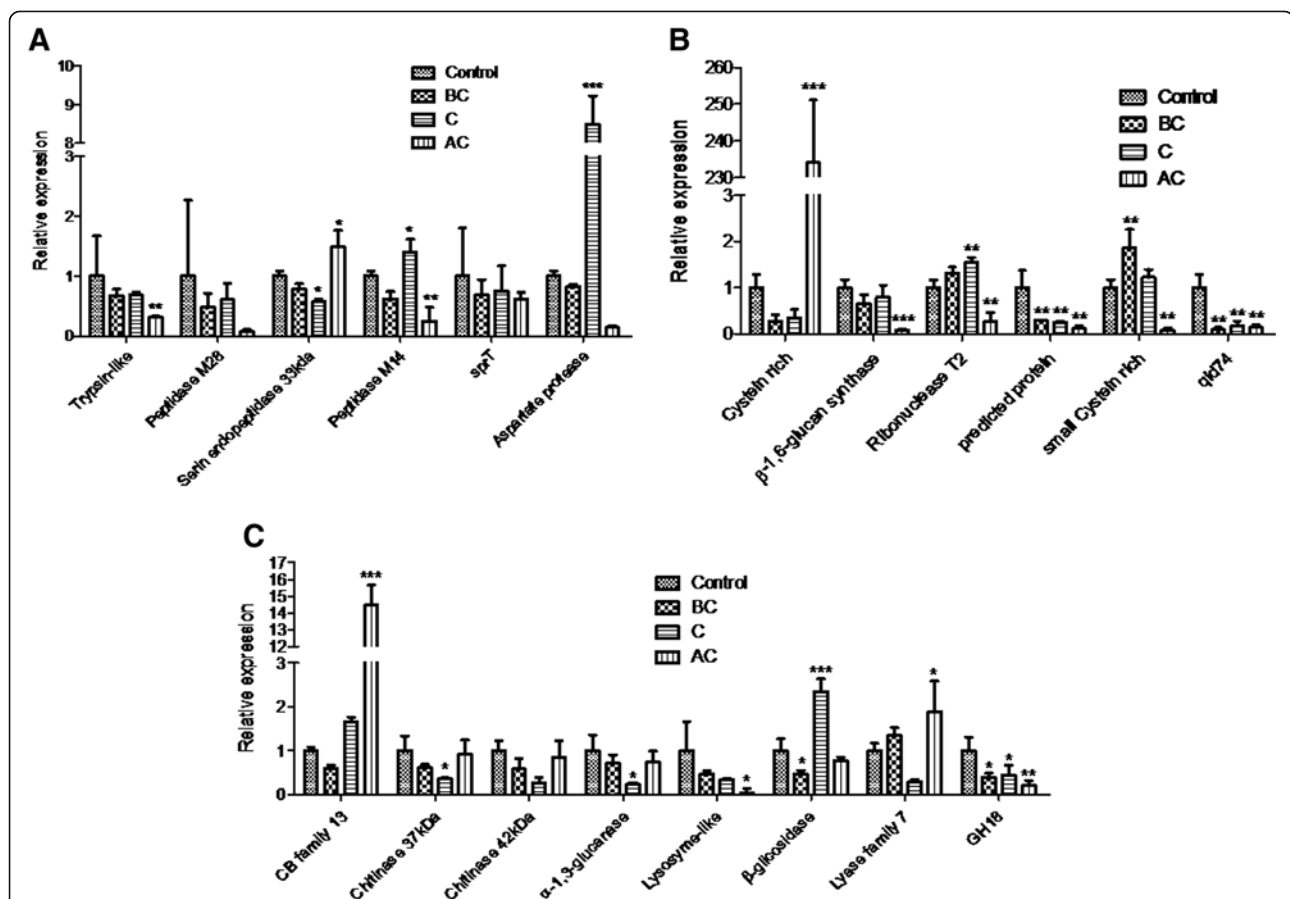 A
Relative expression
10
9
8
3
2
1
0
Control
BC
C
AC
**
*
*
*
**
***
Trypsin-like
Peptidase M28
Serin endopeptidase 33kda
Peptidase M14
sprT
Aspartate protease
B
Relative expression
260
250
240
230
3
2
1
0
Control
BC
C
AC
***
***
**
**
** ** **
**
**
** ** **
Cystein rich
β-1,6-glucan synthase
Ribonuclease T2
predicted protein
small Cystein rich
qid74
C
Relative expression
17
16
15
14
13
12
3
2
1
0
Control
BC
C
AC
***
*
*
*
*
***
*
* * **
CB family 13
Chitinase 37kDa
Chitinase 42kDa
α-1,3-glucanase
Lysosyme-like
β-glicosidase
Lyase family 7
GH18